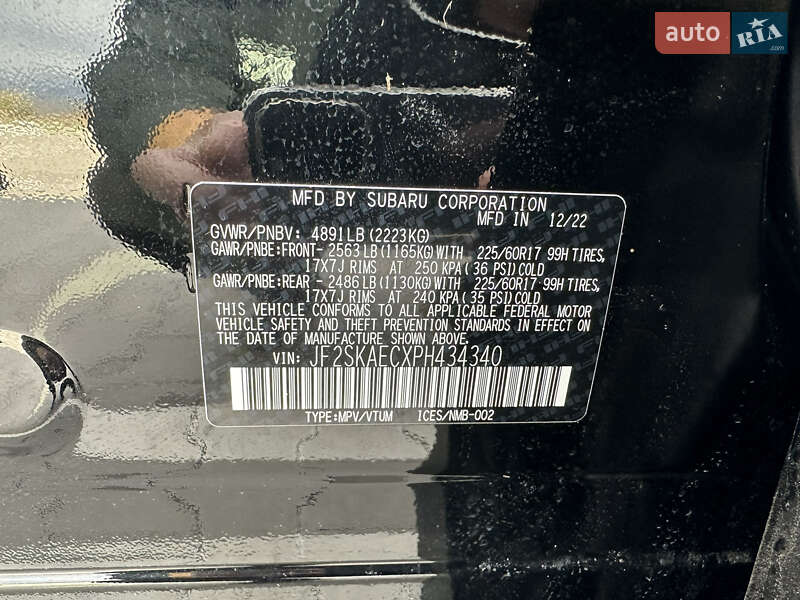 auto RIA
MFD BY SUBARU CORPORATION
MFD IN 12/22
GVWR/PNBV: 4891LB (2223KG)
GAWR/PNBE:FRONT- 2563 LB (1165KG) WITH 225/60R17 99H TIRES,
17X7J RIMS AT 250 KPA ( 36 PSI) COLD
GAWR/PNBE:REAR - 2486 LB (1130KG) WITH 225/60R17 99H TIRES,
17X7J RIMS AT 240 KPA ( 35 PSI) COLD
THIS VEHICLE CONFORMS TO ALL APPLICABLE FEDERAL MOTOR
VEHICLE SAFETY AND THEFT PREVENTION STANDARDS IN EFFECT ON
THE DATE OF MANUFACTURE SHOWN ABOVE.
VIN: JF2SKAECXPH434340
TYPE:MPV/VTUM ICES/NMB-002